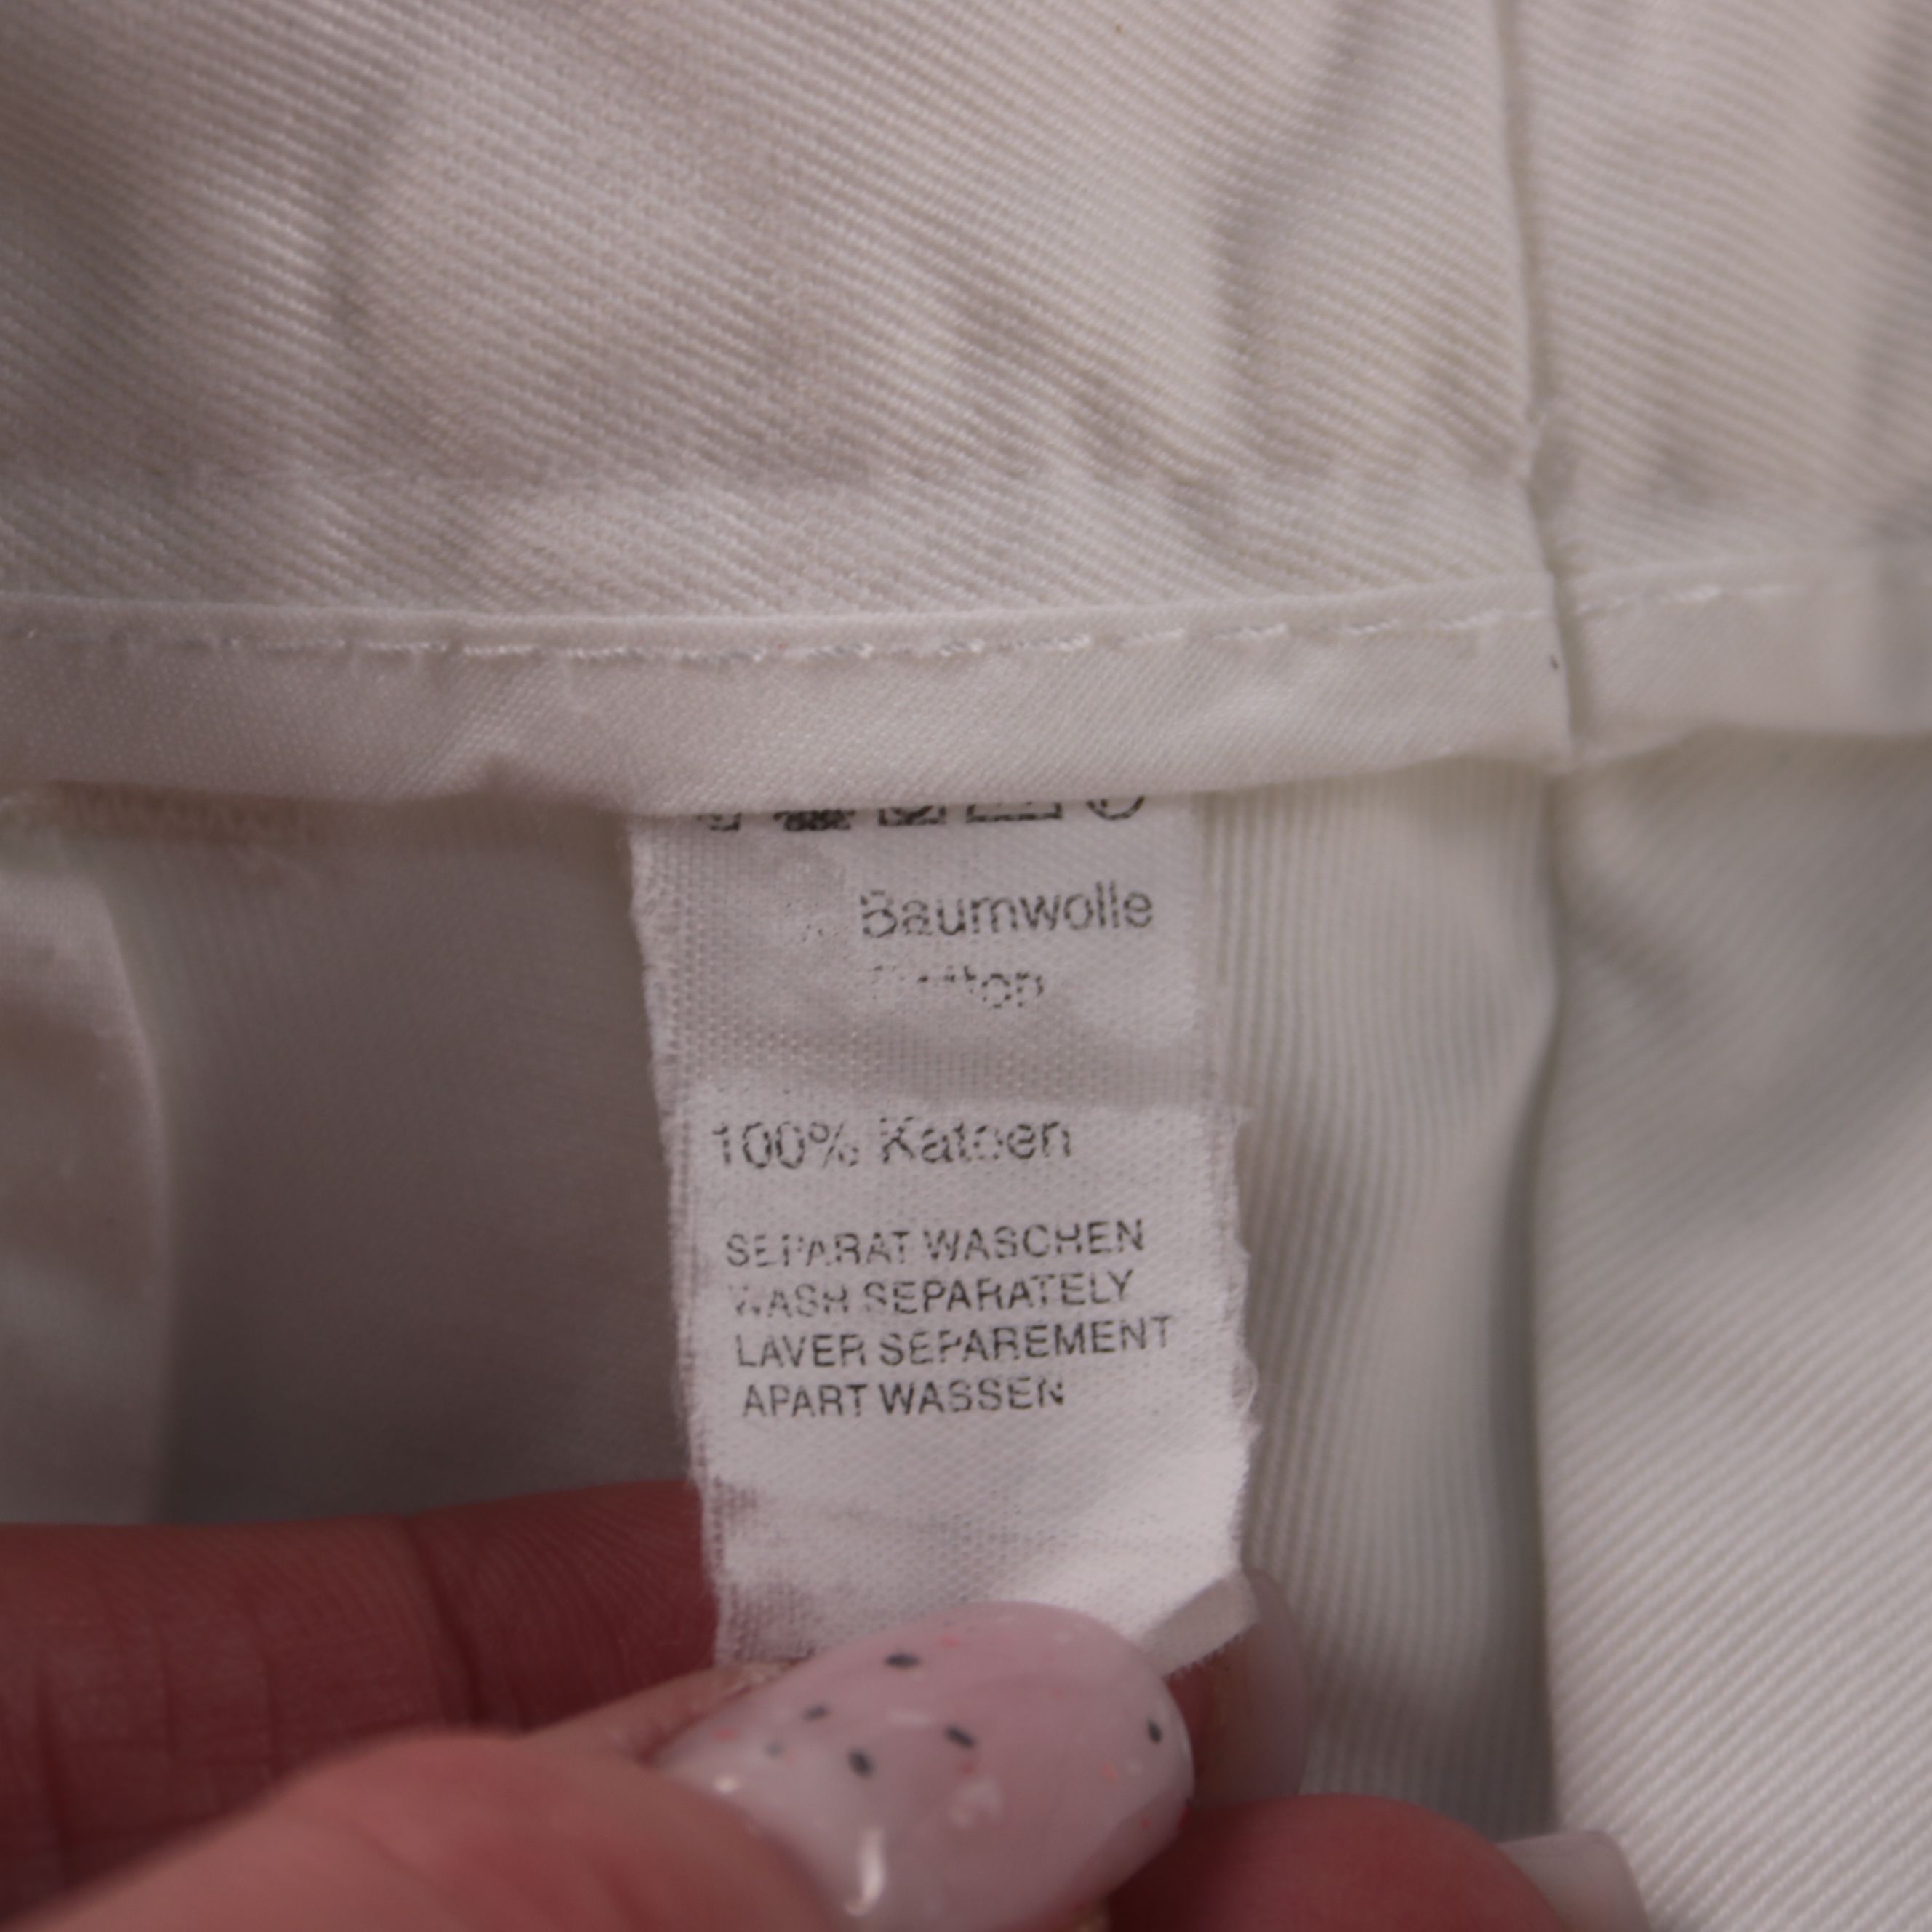 Baumwolle
100% Katoen
SEPARAT WASCHEN
WASH SEPARATELY
LAVER SEPAREMENT
APART WASSEN